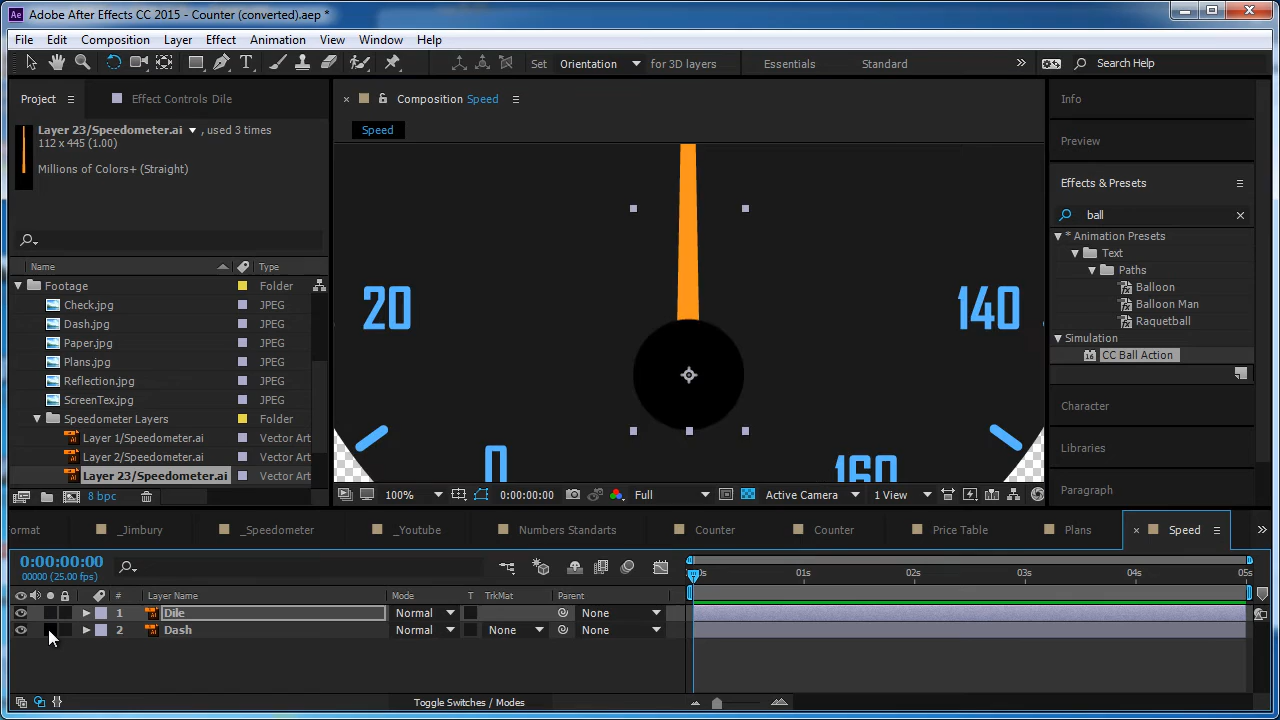 Adobe After Effects CC 2015 - Counter (converted).aep *
File Edit Composition Layer Effect Animation View Window Help
Set Orientation for 3D layers Essentials Standard Search Help
Project Effect Controls Dile
Layer 23/Speedometer.ai , used 3 times
112 x 445 (1.00)
Millions of Colors+ (Straight)
Name Type
Footage Folder
Check.jpg JPEG
Dash.jpg JPEG
Paper.jpg JPEG
Plans.jpg JPEG
Reflection.jpg JPEG
ScreenTex.jpg JPEG
Speedometer Layers Folder
Layer 1/Speedometer.ai Vector Art
Layer 2/Speedometer.ai Vector Art
Layer 23/Speedometer.ai Vector Art
8 bpc
Composition Speed
Speed
20 140
0 160
100% 0:00:00:00 Full Active Camera 1 View
Info
Preview
Effects & Presets
ball
* Animation Presets
Text
Paths
Balloon
Balloon Man
Raquetball
Simulation
CC Ball Action
Character
Libraries
Paragraph
ormat _Jimbury _Speedometer _Youtube Numbers Standarts Counter Counter Price Table Plans Speed
0:00:00:00
00000 (25.00 fps)
0s 01s 02s 03s 04s 05s
# Layer Name Mode T TrkMat Parent
1 Dile Normal None
2 Dash Normal None None
Toggle Switches / Modes